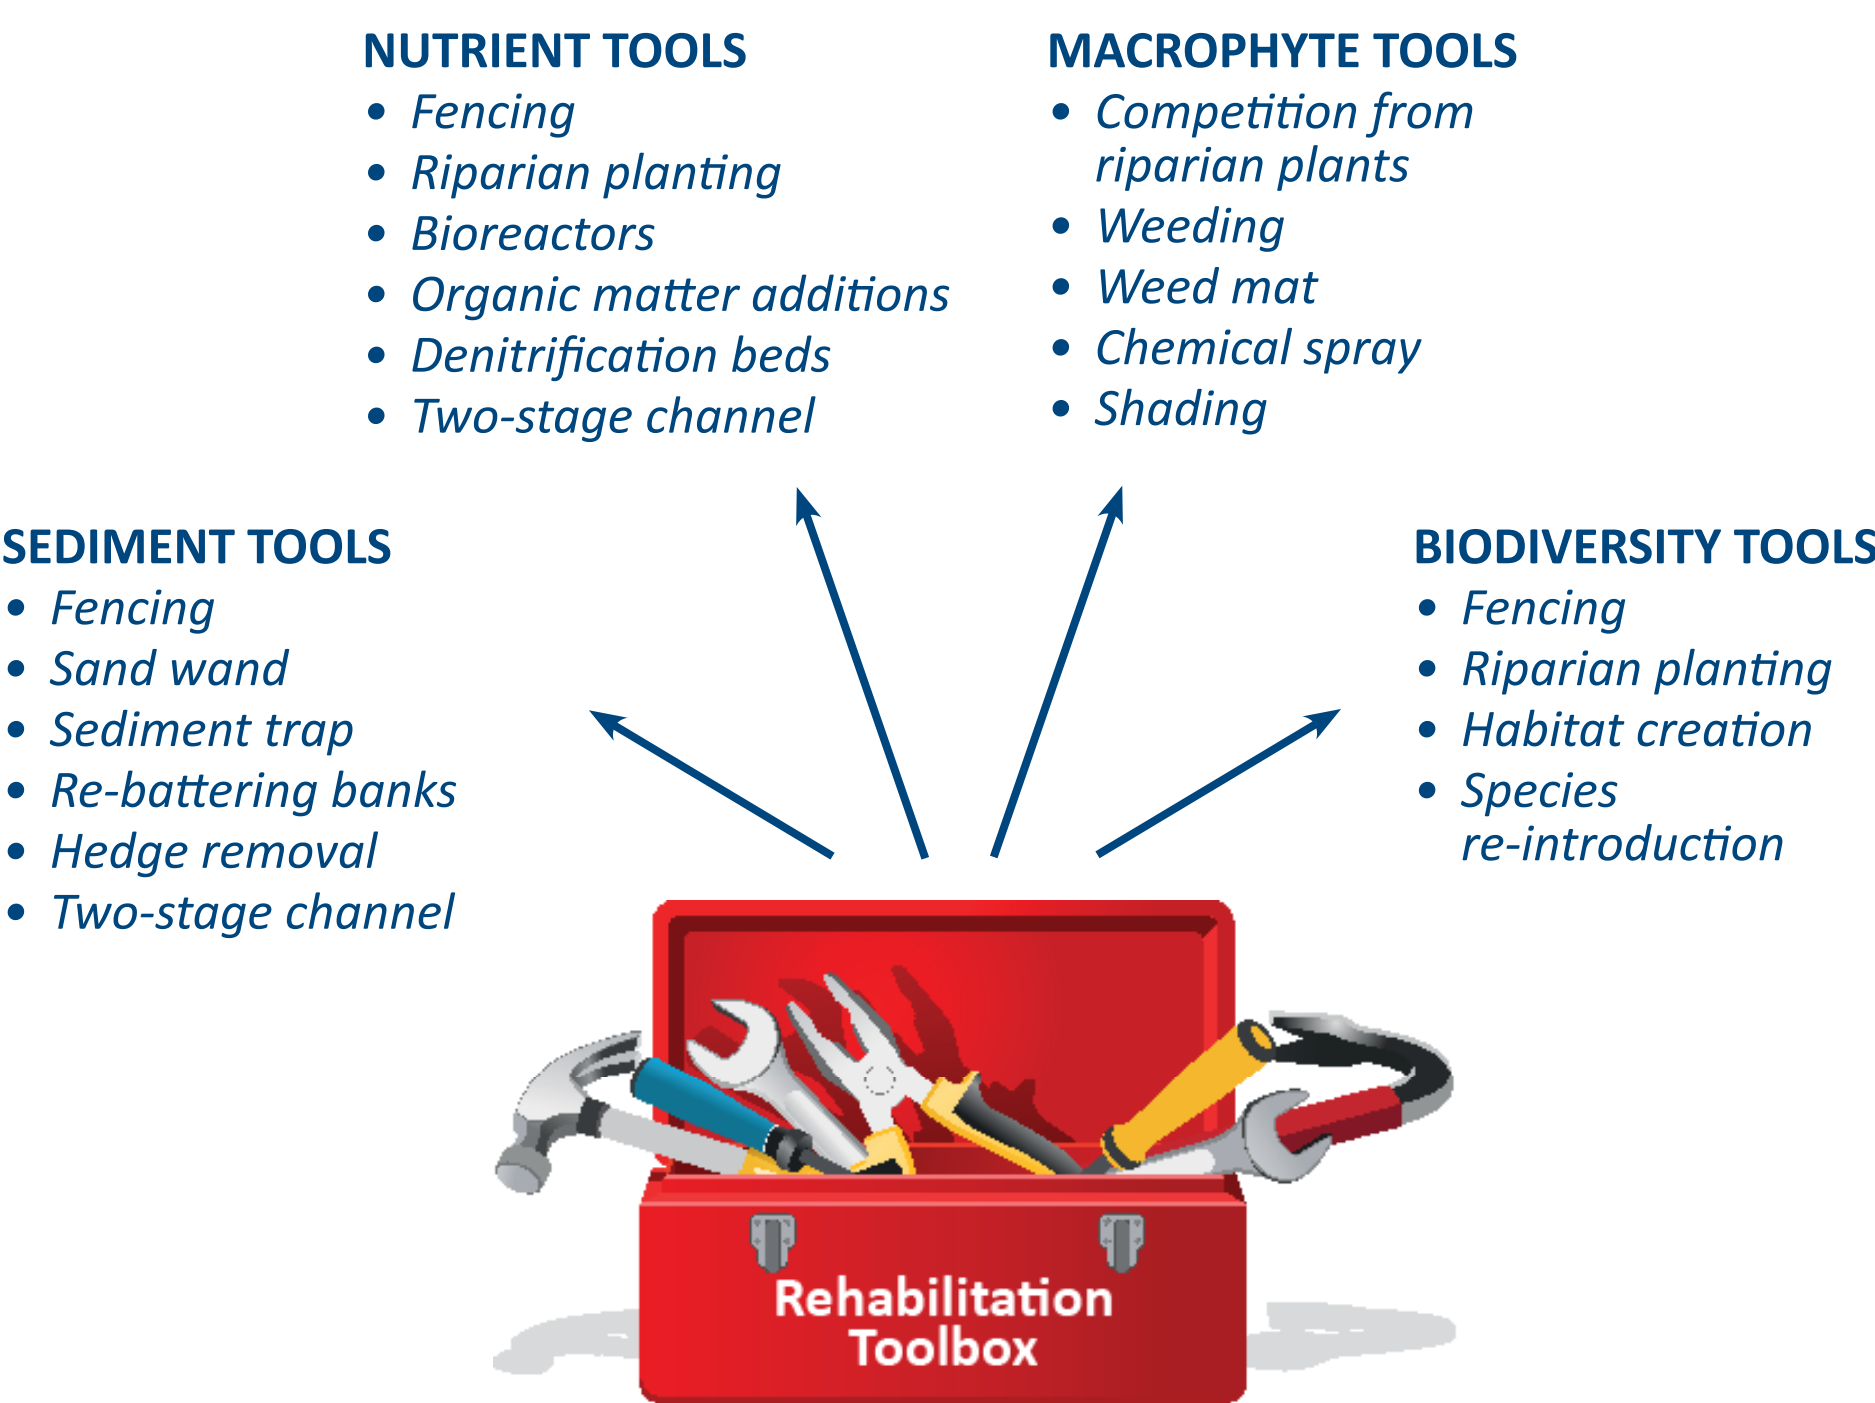 NUTRIENT TOOLS
• Fencing
• Riparian planting
• Bioreactors
• Organic matter additions
• Denitrification beds
• Two-stage channel
MACROPHYTE TOOLS
• Competition from
riparian plants
• Weeding
• Weed mat
• Chemical spray
• Shading
SEDIMENT TOOLS
• Fencing
• Sand wand
• Sediment trap
• Re-battering banks
• Hedge removal
• Two-stage channel
BIODIVERSITY TOOLS
• Fencing
• Riparian planting
• Habitat creation
• Species
re-introduction
Rehabilitation
Toolbox